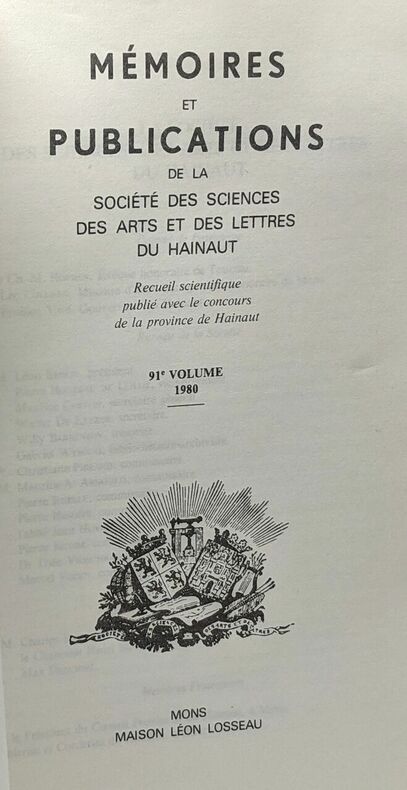 MÉMOIRES
ET
PUBLICATIONS
DE LA
SOCIÉTÉ DES SCIENCES
DES ARTS ET DES LETTRES
DU HAINAUT
Recueil scientifique
publié avec le concours
de la province de Hainaut
91e VOLUME
1980
MONS
MAISON LÉON LOSSEAU